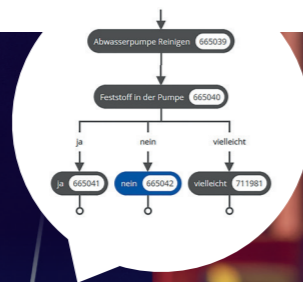 Abwasserpumpe Reinigen 665039
Feststoff in der Pumpe 665040
ja nein vielleicht
ja 665041 nein 665042 vielleicht 711981